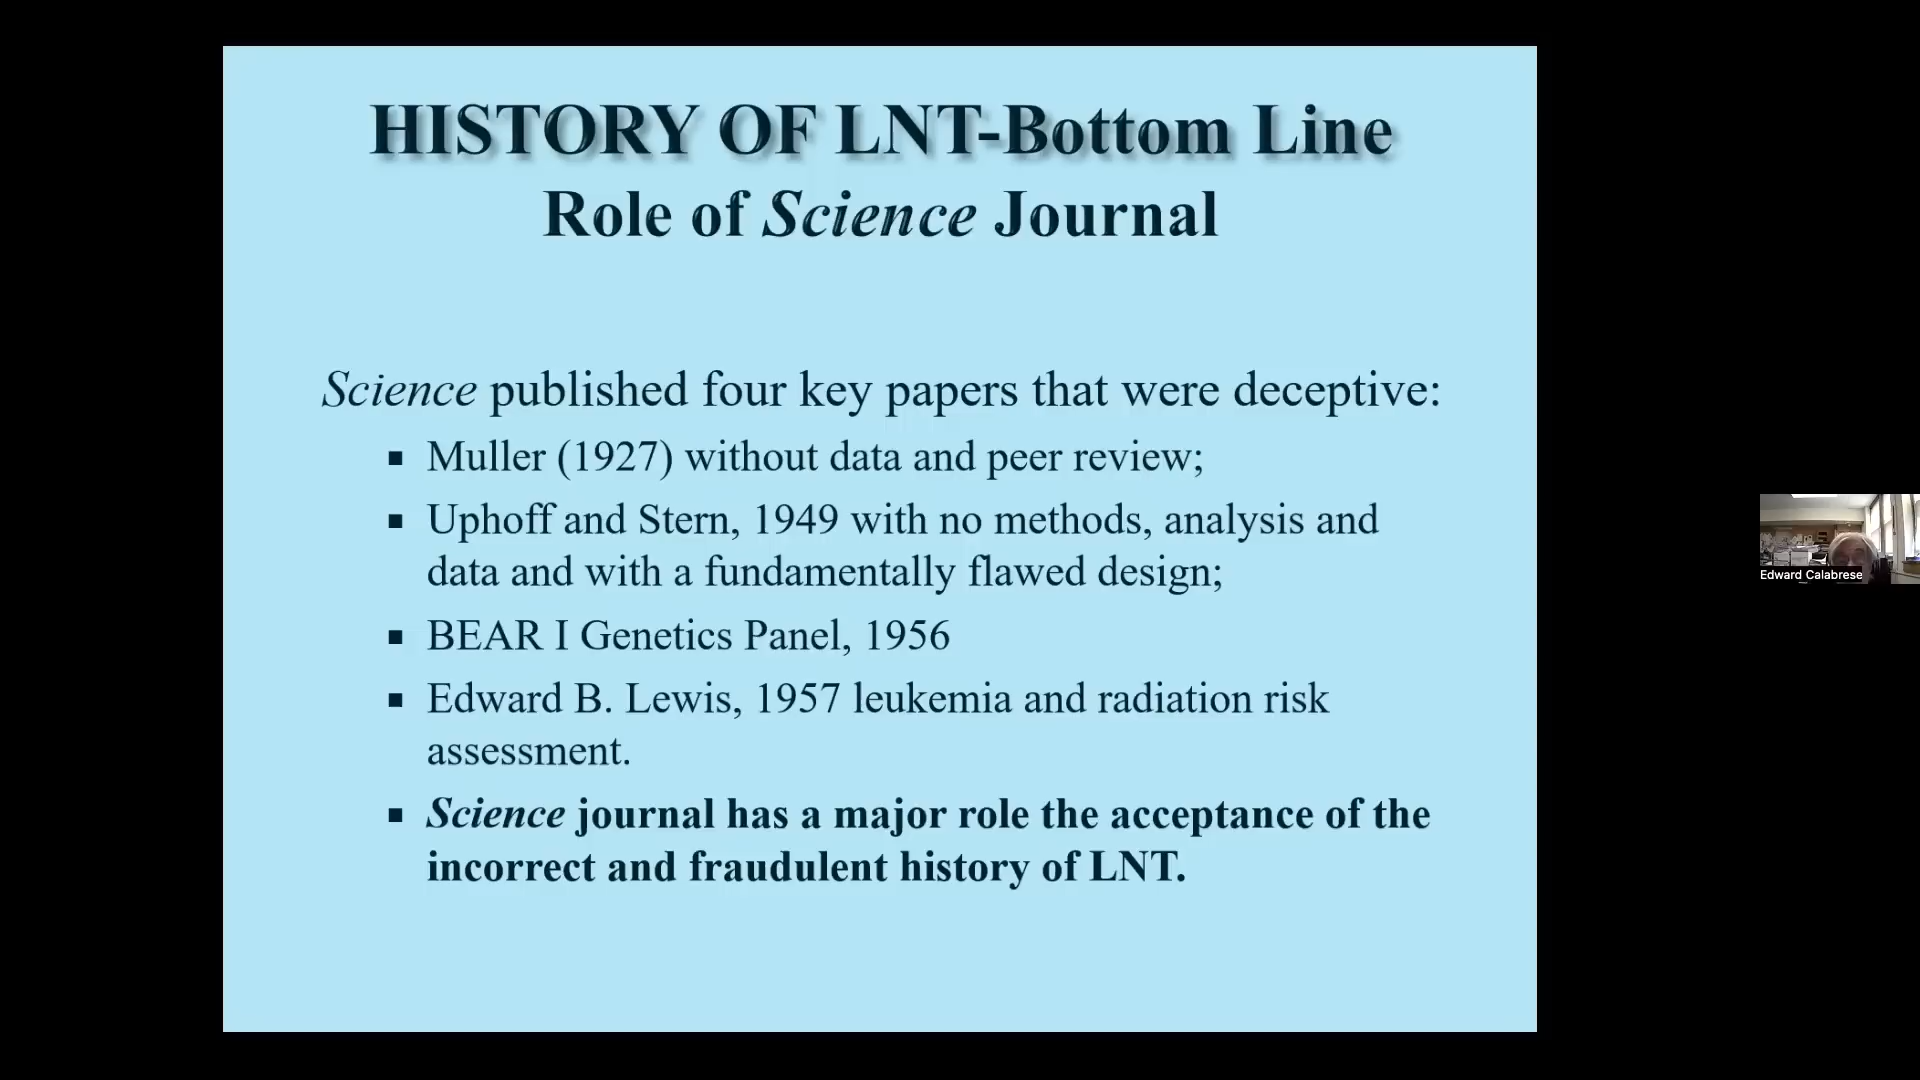 HISTORY OF LNT-Bottom Line
Role of Science Journal
Science published four key papers that were deceptive:
▪ Muller (1927) without data and peer review;
▪ Uphoff and Stern, 1949 with no methods, analysis and
data and with a fundamentally flawed design;
▪ BEAR I Genetics Panel, 1956
▪ Edward B. Lewis, 1957 leukemia and radiation risk
assessment.
▪ Science journal has a major role the acceptance of the
incorrect and fraudulent history of LNT.
Edward Calabrese